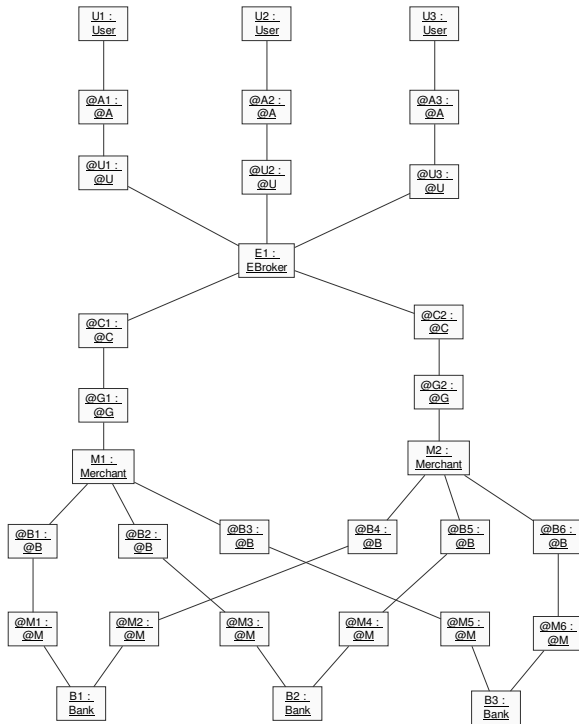 U1 :
User
U2 :
User
U3 :
User
@A1 :
@A
@A2 :
@A
@A3 :
@A
@U1 :
@U
@U2 :
@U
@U3 :
@U
E1 :
EBroker
@C1 :
@C
@C2 :
@C
@G1 :
@G
@G2 :
@G
M1 :
Merchant
M2 :
Merchant
@B1 :
@B
@B2 :
@B
@B3 :
@B
@B4 :
@B
@B5 :
@B
@B6 :
@B
@M1 :
@M
@M2 :
@M
@M3 :
@M
@M4 :
@M
@M5 :
@M
@M6 :
@M
B1 :
Bank
B2 :
Bank
B3 :
Bank